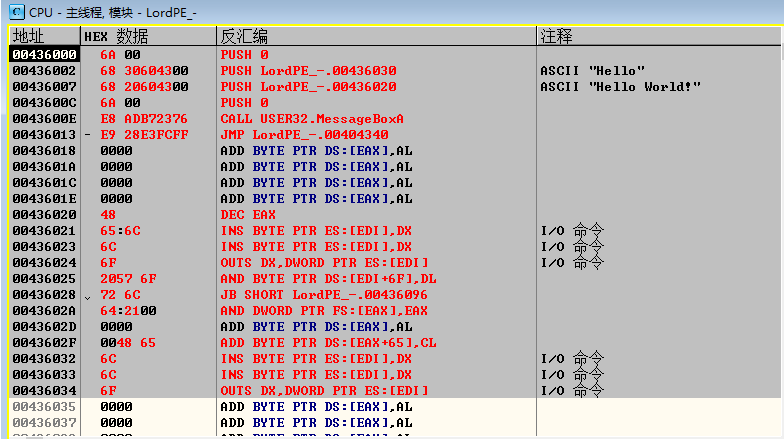 CPU - 主线程, 模块 - LordPE_-
地址 HEX 数据 反汇编 注释
00436000 6A 00 PUSH 0
00436002 68 30604300 PUSH LordPE_-.00436030 ASCII "Hello"
00436007 68 20604300 PUSH LordPE_-.00436020 ASCII "Hello World!"
0043600C 6A 00 PUSH 0
0043600E E8 ADB72376 CALL USER32.MessageBoxA
00436013 - E9 28E3FCFF JMP LordPE_-.00404340
00436018 0000 ADD BYTE PTR DS:[EAX],AL
0043601A 0000 ADD BYTE PTR DS:[EAX],AL
0043601C 0000 ADD BYTE PTR DS:[EAX],AL
0043601E 0000 ADD BYTE PTR DS:[EAX],AL
00436020 48 DEC EAX
00436021 65:6C INS BYTE PTR ES:[EDI],DX I/O 命令
00436023 6C INS BYTE PTR ES:[EDI],DX I/O 命令
00436024 6F OUTS DX,DWORD PTR ES:[EDI] I/O 命令
00436025 2057 6F AND BYTE PTR DS:[EDI+6F],DL
00436028 72 6C JB SHORT LordPE_-.00436096
0043602A 64:2100 AND DWORD PTR FS:[EAX],EAX
0043602D 0000 ADD BYTE PTR DS:[EAX],AL
0043602F 0048 65 ADD BYTE PTR DS:[EAX+65],CL
00436032 6C INS BYTE PTR ES:[EDI],DX I/O 命令
00436033 6C INS BYTE PTR ES:[EDI],DX I/O 命令
00436034 6F OUTS DX,DWORD PTR ES:[EDI] I/O 命令
00436035 0000 ADD BYTE PTR DS:[EAX],AL
00436037 0000 ADD BYTE PTR DS:[EAX],AL